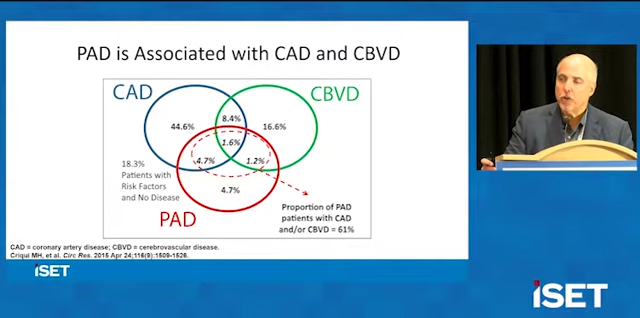 PAD is Associated with CAD and CBVD
CAD
CBVD
8.4%
44.6%
16.6%
1.6%
4.7%
1.2%
18.3%
Patients with
Risk Factors
and No Disease
4.7%
PAD
Proportion of PAD
patients with CAD
and/or CBVD = 61%
CAD = coronary artery disease; CBVD = cerebrovascular disease.
Criqui MH, et al. Circ Res. 2015 Apr 24;116(9):1509-1526.
iSET
iSET